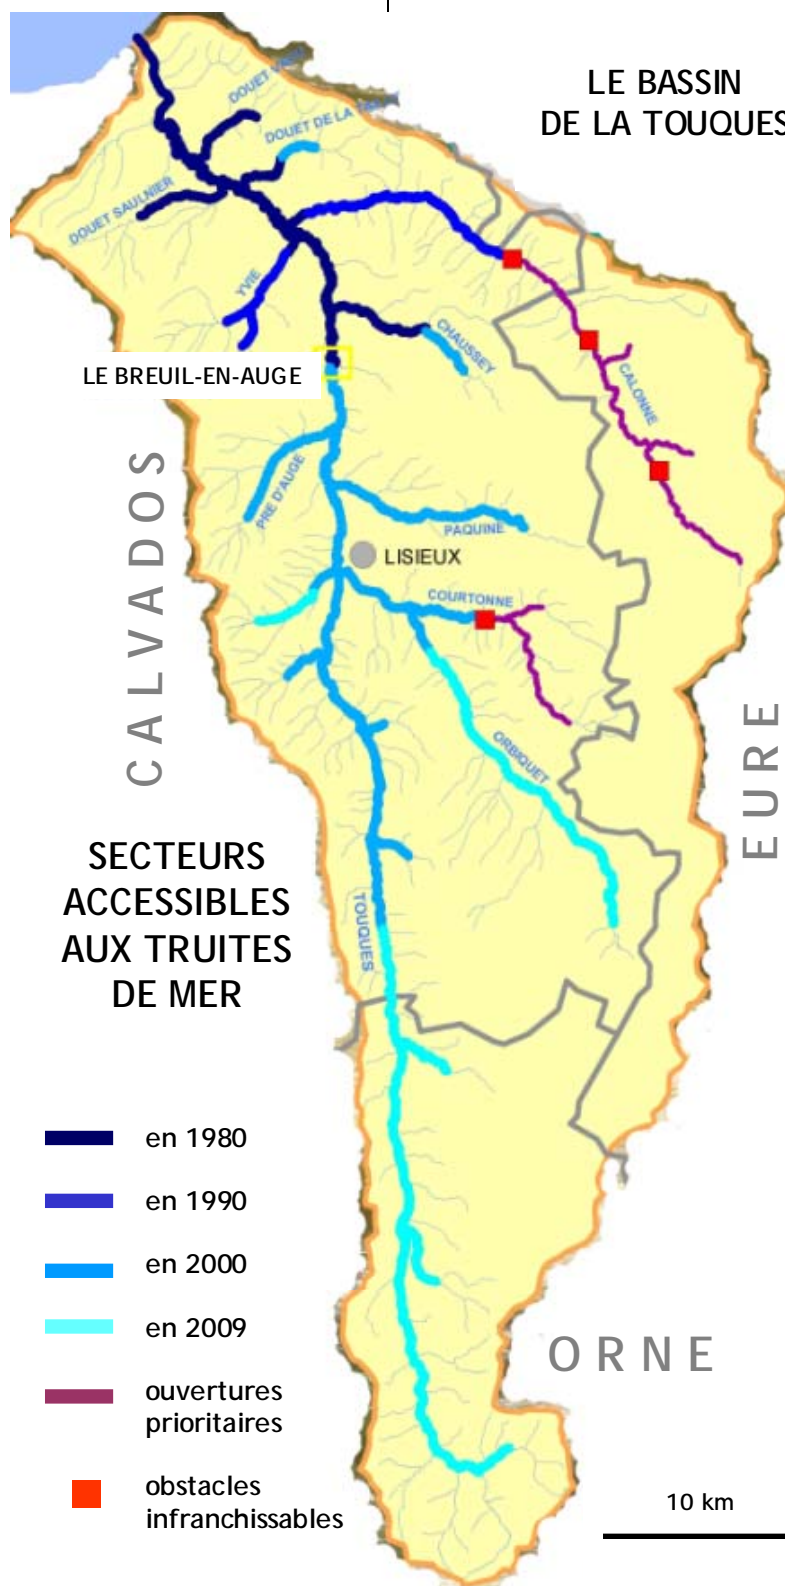 LE BASSIN
DE LA TOUQUES
DOUET
DOUET DE LA
DOUET SAULNIER
YVIE
CHAUSSEY
CALONNE
LE BREUIL-EN-AUGE
PRE D'AUGE
PAQUINE
LISIEUX
COURTONNE
ORBIQUET
TOUQUES
CALVADOS
EURE
ORNE
SECTEURS
ACCESSIBLES
AUX TRUITES
DE MER
en 1980
en 1990
en 2000
en 2009
ouvertures
prioritaires
obstacles
infranchissables
10 km